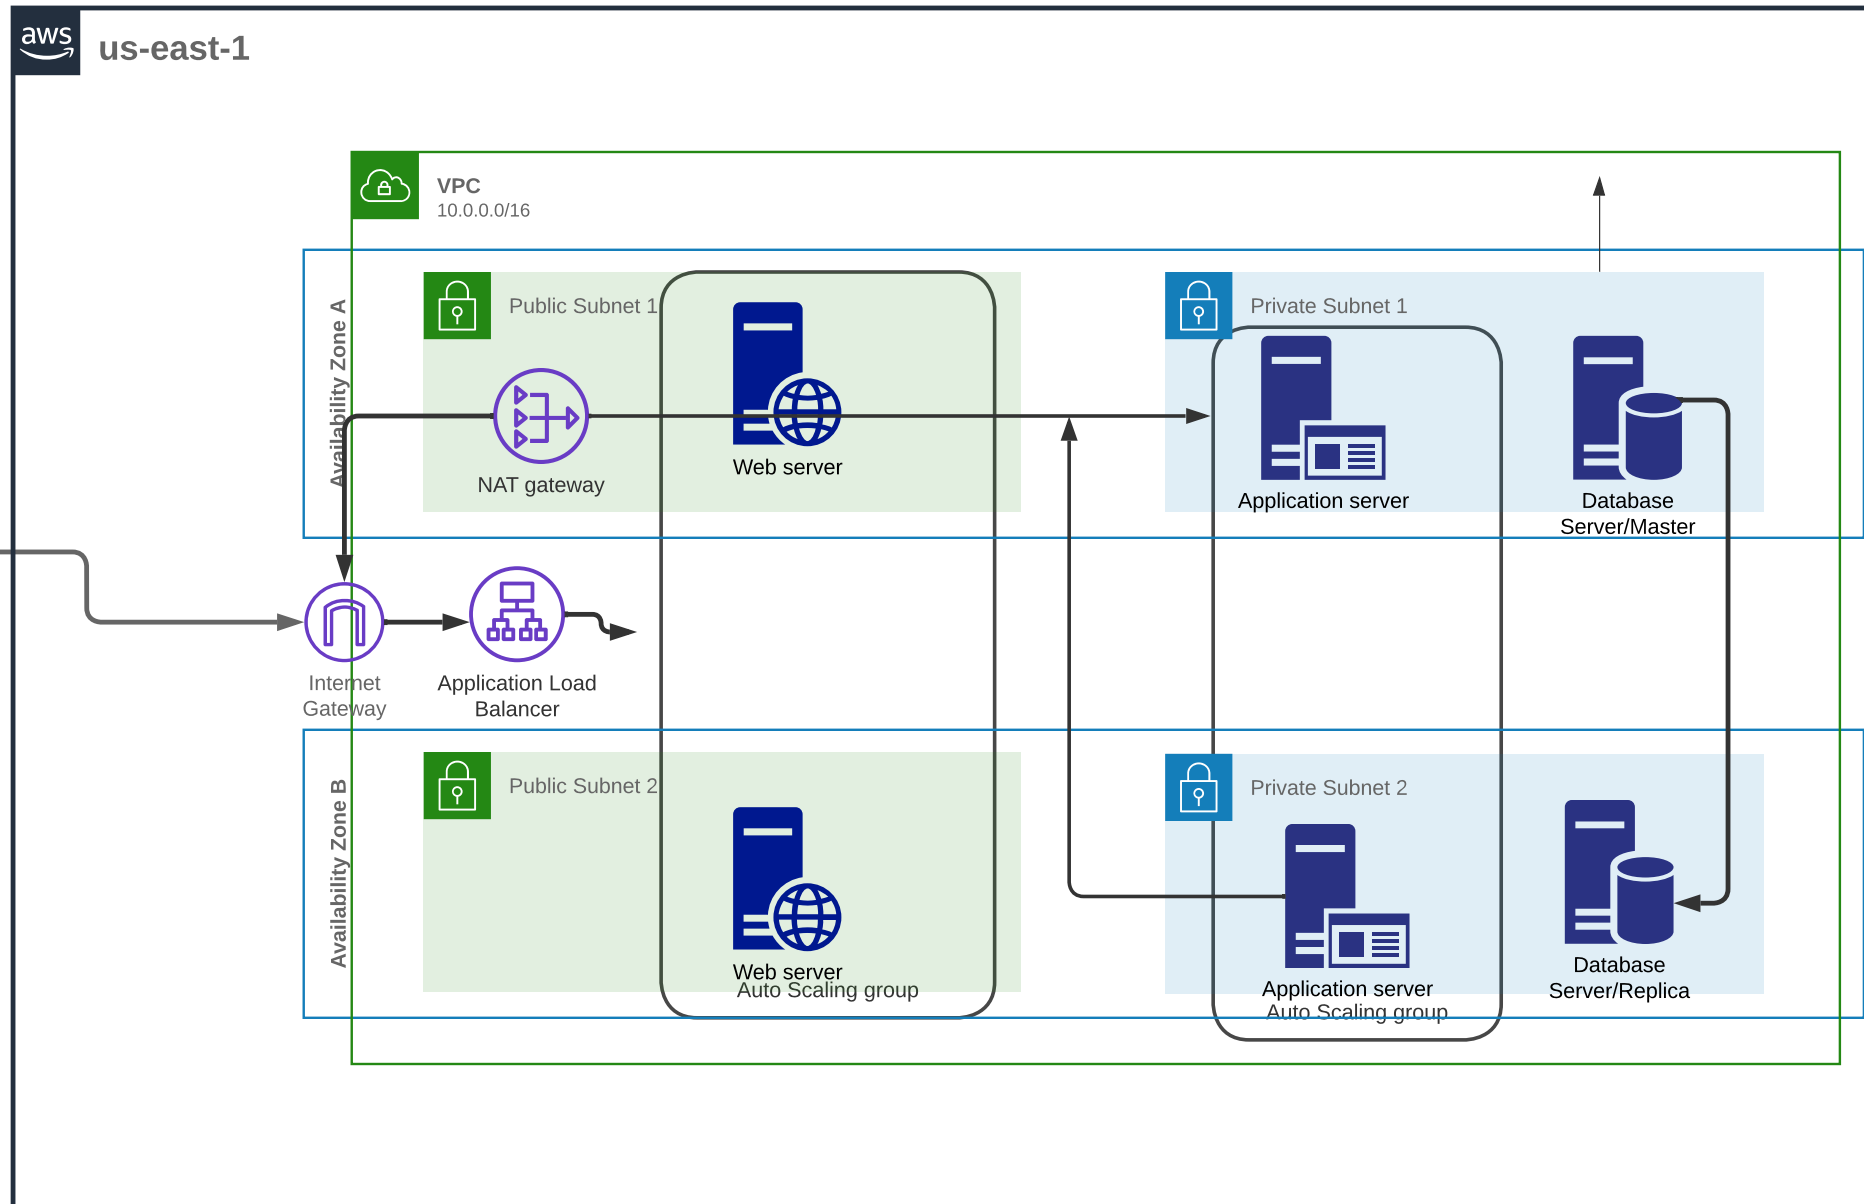 aws
us-east-1
VPC
10.0.0.0/16
Availability Zone A
Public Subnet 1
Private Subnet 1
Web server
NAT gateway
Application server
Database
Server/Master
Internet
Gateway
Application Load
Balancer
Availability Zone B
Public Subnet 2
Private Subnet 2
Web server
Auto Scaling group
Application server
Auto Scaling group
Database
Server/Replica